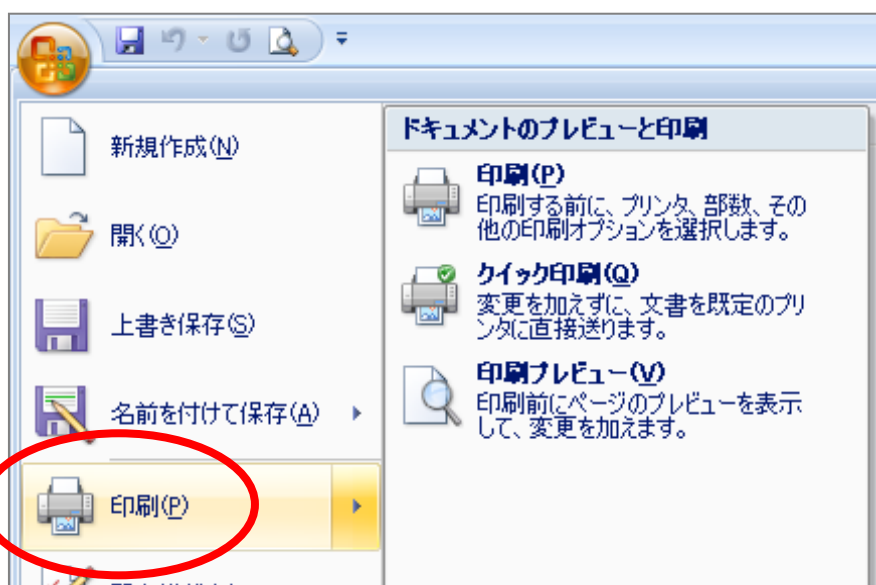 新規作成(N)
開く(O)
上書き保存(S)
名前を付けて保存(A)
印刷(P)
ドキュメントのプレビューと印刷
印刷(P)
印刷する前に、プリンタ、部数、その
他の印刷オプションを選択します。
クイック印刷(Q)
変更を加えずに、文書を既定のプリ
ンタに直接送ります。
印刷プレビュー(V)
印刷前にページのプレビューを表示
して、変更を加えます。